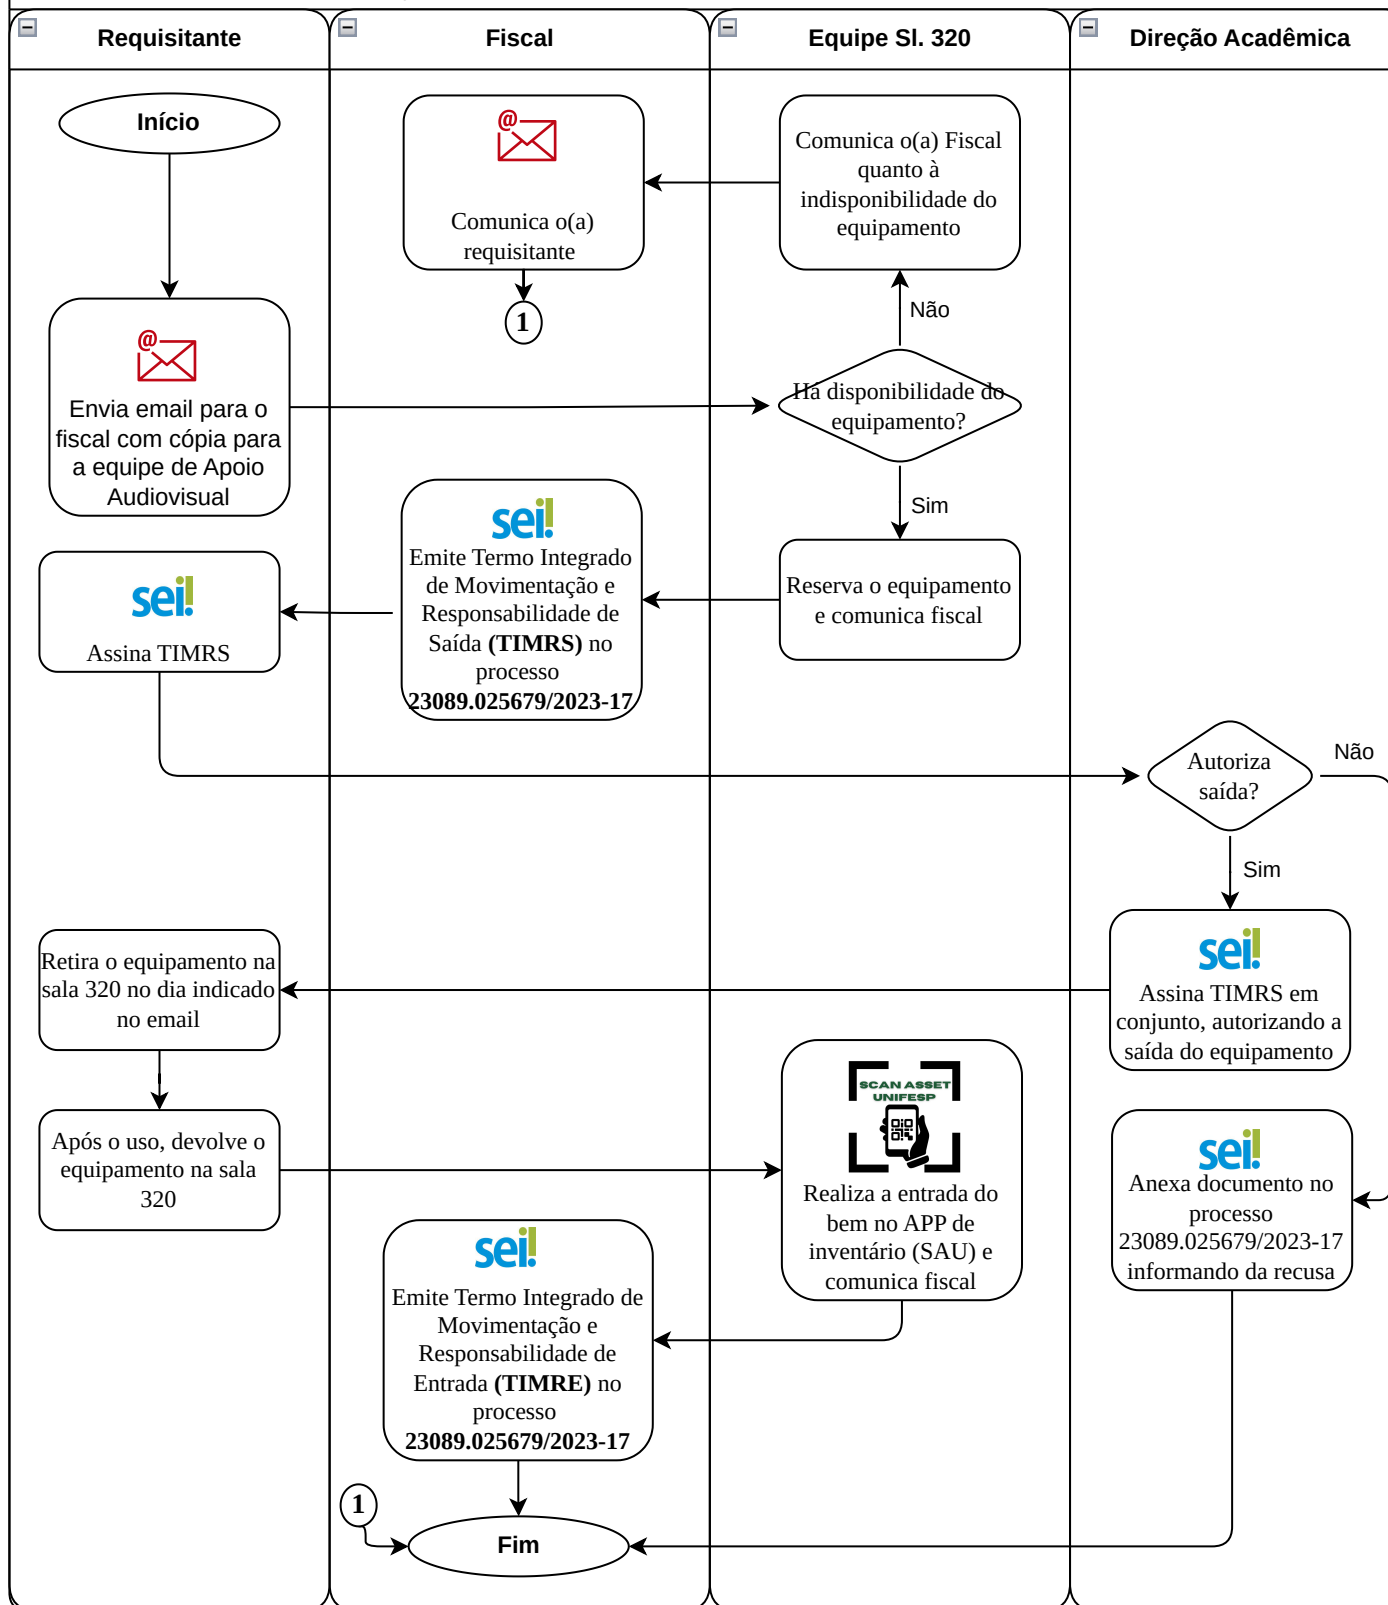 Requisitante
Fiscal
Equipe Sl. 320
Direção Acadêmica
Início
@
Comunica o(a)
requisitante
1
Comunica o(a) Fiscal
quanto à
indisponibilidade do
equipamento
Não
@
Envia email para o
fiscal com cópia para
a equipe de Apoio
Audiovisual
Há disponibilidade do
equipamento?
Sim
Reserva o equipamento
e comunica fiscal
sei!
Emite Termo Integrado
de Movimentação e
Responsabilidade de
Saída (TIMRS) no
processo
23089.025679/2023-17
sei!
Assina TIMRS
Autoriza
saída?
Não
Sim
sei!
Assina TIMRS em
conjunto, autorizando a
saída do equipamento
Retira o equipamento na
sala 320 no dia indicado
no email
Após o uso, devolve o
equipamento na sala
320
SCAN ASSET
UNIFESP
Realiza a entrada do
bem no APP de
inventário (SAU) e
comunica fiscal
sei!
Anexa documento no
processo
23089.025679/2023-17
informando da recusa
sei!
Emite Termo Integrado de
Movimentação e
Responsabilidade de
Entrada (TIMRE) no
processo
23089.025679/2023-17
1
Fim